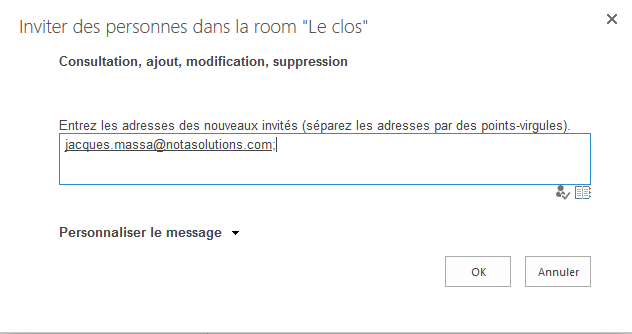 Inviter des personnes dans la room "Le clos"
Consultation, ajout, modification, suppression
Entrez les adresses des nouveaux invités (séparez les adresses par des points-virgules).
jacques.massa@notasolutions.com;
Personnaliser le message
OK
Annuler